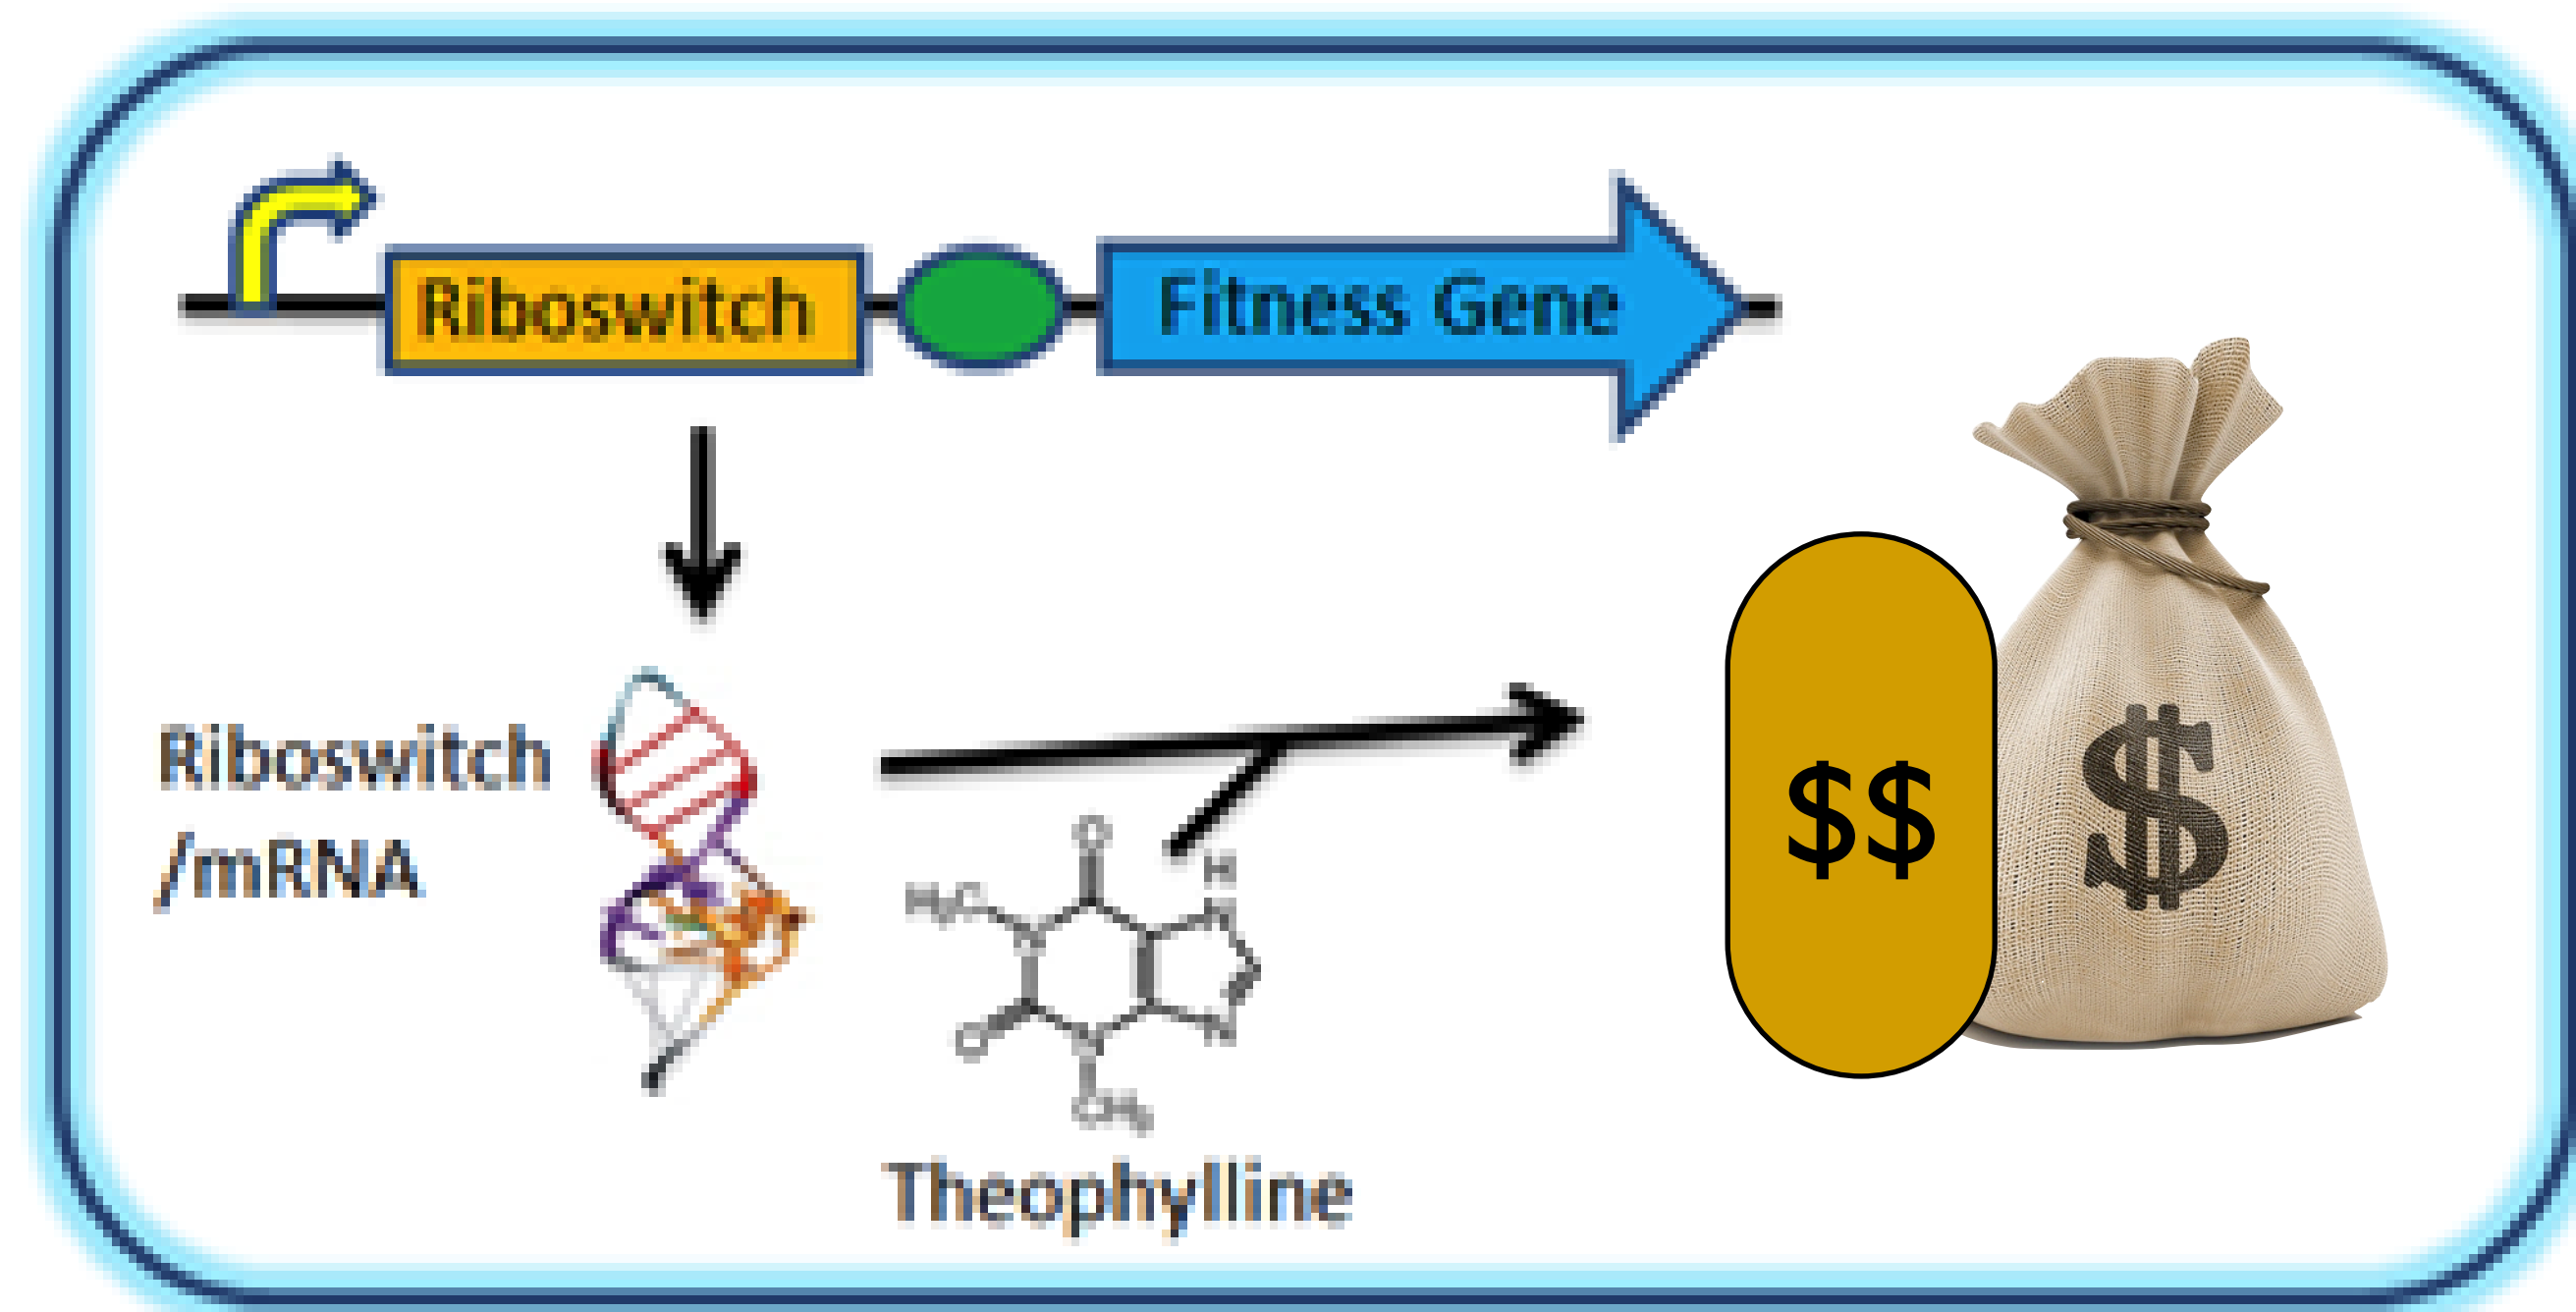 Riboswitch
Fitness Gene
Riboswitch
/mRNA
$$
$
O
H
H₃C
N
N
O
N
N
CH₃
Theophylline